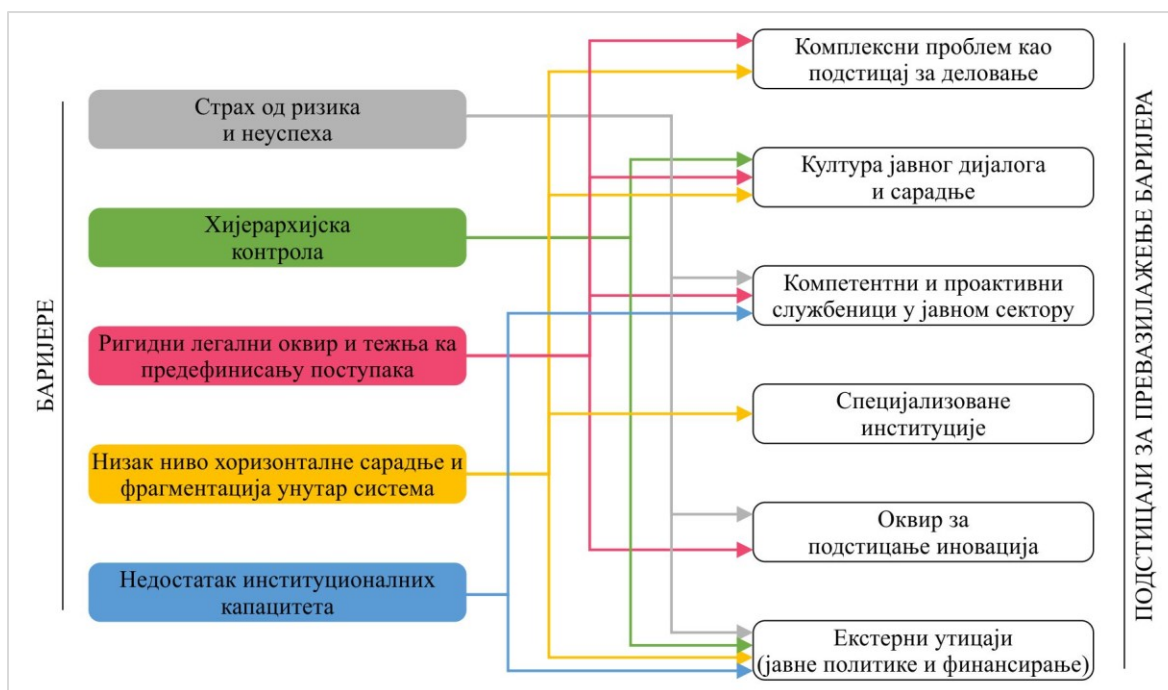 БАРИЈЕРЕ
Страх од ризика
и неуспеха
Хијерархијска
контрола
Ригидни легални оквир и тежња ка
предефинисању поступака
Низак ниво хоризонталне сарадње и
фрагментација унутар система
Недостатак институционалних
капацитета
Комплексни проблем као
подстицај за деловање
Култура јавног дијалога
и сарадње
Компетентни и проактивни
службеници у јавном сектору
Специјализоване
институције
Оквир за
подстицање иновација
Екстерни утицаји
(јавне политике и финансирање)
ПОДСТИЦАЈИ ЗА ПРЕВАЗИЛАЖЕЊЕ БАРИЈЕРА